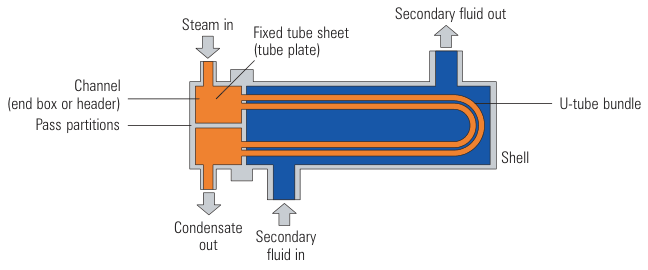 Secondary fluid out
Steam in
Fixed tube sheet
(tube plate)
Channel
(end box or header)
U-tube bundle
Pass partitions
Shell
Condensate
out
Secondary
fluid in